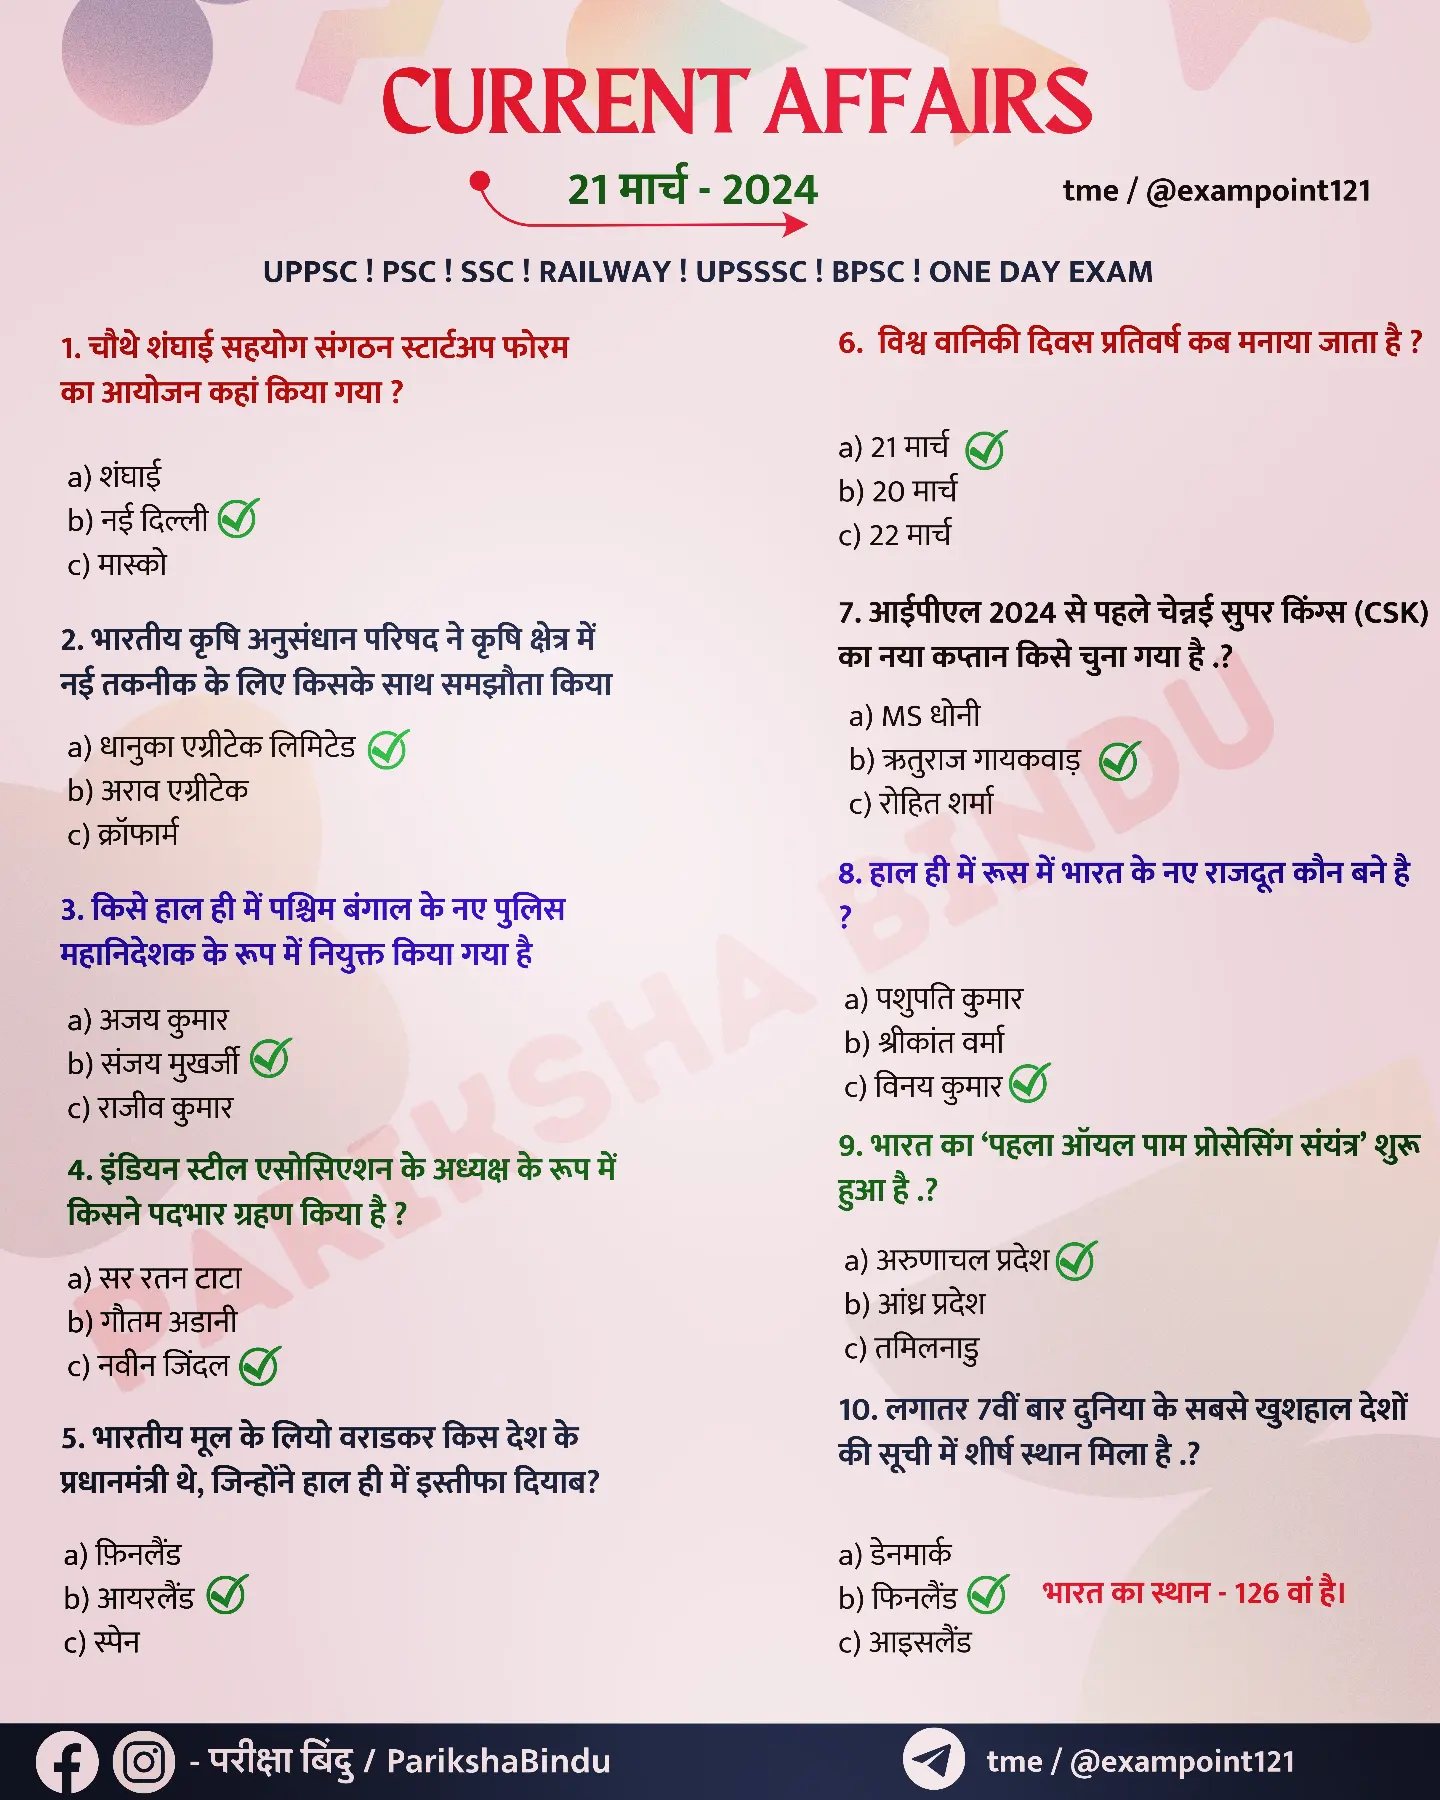 CURRENT AFFAIRS
21 मार्च - 2024
tme / @exampoint121
UPPSC ! PSC ! SSC ! RAILWAY ! UPSSSC ! BPSC ! ONE DAY EXAM
1. चौथे शंघाई सहयोग संगठन स्टार्टअप फोरम
का आयोजन कहां किया गया ?
a) शंघाई
b) नई दिल्ली
c) मास्को
2. भारतीय कृषि अनुसंधान परिषद ने कृषि क्षेत्र में
नई तकनीक के लिए किसके साथ समझौता किया
a) धानुका एग्रीटेक लिमिटेड
b) अराव एग्रीटेक
c) क्रॉफार्म
3. किसे हाल ही में पश्चिम बंगाल के नए पुलिस
महानिदेशक के रूप में नियुक्त किया गया है
a) अजय कुमार
b) संजय मुखर्जी
c) राजीव कुमार
4. इंडियन स्टील एसोसिएशन के अध्यक्ष के रूप में
किसने पदभार ग्रहण किया है ?
a) सर रतन टाटा
b) गौतम अडानी
c) नवीन जिंदल
5. भारतीय मूल के लियो वराडकर किस देश के
प्रधानमंत्री थे, जिन्होंने हाल ही में इस्तीफा दियाब?
a) फ़िनलैंड
b) आयरलैंड
c) स्पेन
6. विश्व वानिकी दिवस प्रतिवर्ष कब मनाया जाता है ?
a) 21 मार्च
b) 20 मार्च
c) 22 मार्च
7. आईपीएल 2024 से पहले चेन्नई सुपर किंग्स (CSK)
का नया कप्तान किसे चुना गया है .?
a) MS धोनी
b) ऋतुराज गायकवाड़
c) रोहित शर्मा
8. हाल ही में रूस में भारत के नए राजदूत कौन बने है
?
a) पशुपति कुमार
b) श्रीकांत वर्मा
c) विनय कुमार
9. भारत का ‘पहला ऑयल पाम प्रोसेसिंग संयंत्र’ शुरू
हुआ है .?
a) अरुणाचल प्रदेश
b) आंध्र प्रदेश
c) तमिलनाडु
10. लगातर 7वीं बार दुनिया के सबसे खुशहाल देशों
की सूची में शीर्ष स्थान मिला है .?
a) डेनमार्क
b) फिनलैंड
भारत का स्थान - 126 वां है।
c) आइसलैंड
PARIKSHA BINDU
- परीक्षा बिंदु / ParikshaBindu
tme / @exampoint121